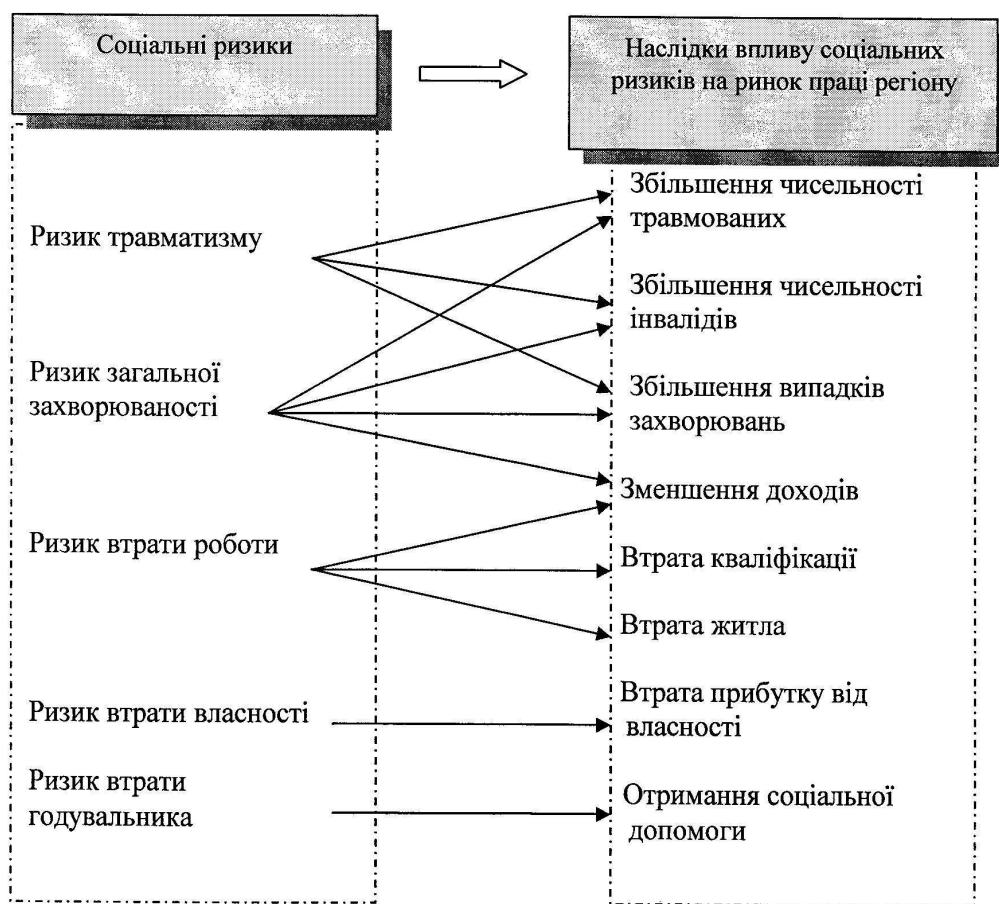 Соціальні ризики
Наслідки впливу соціальних
ризиків на ринок праці регіону
Ризик травматизму
Ризик загальної
захворюваності
Ризик втрати роботи
Ризик втрати власності
Ризик втрати
годувальника
Збільшення чисельності
травмованих
Збільшення чисельності
інвалідів
Збільшення випадків
захворювань
Зменшення доходів
Втрата кваліфікації
Втрата житла
Втрата прибутку від
власності
Отримання соціальної
допомоги